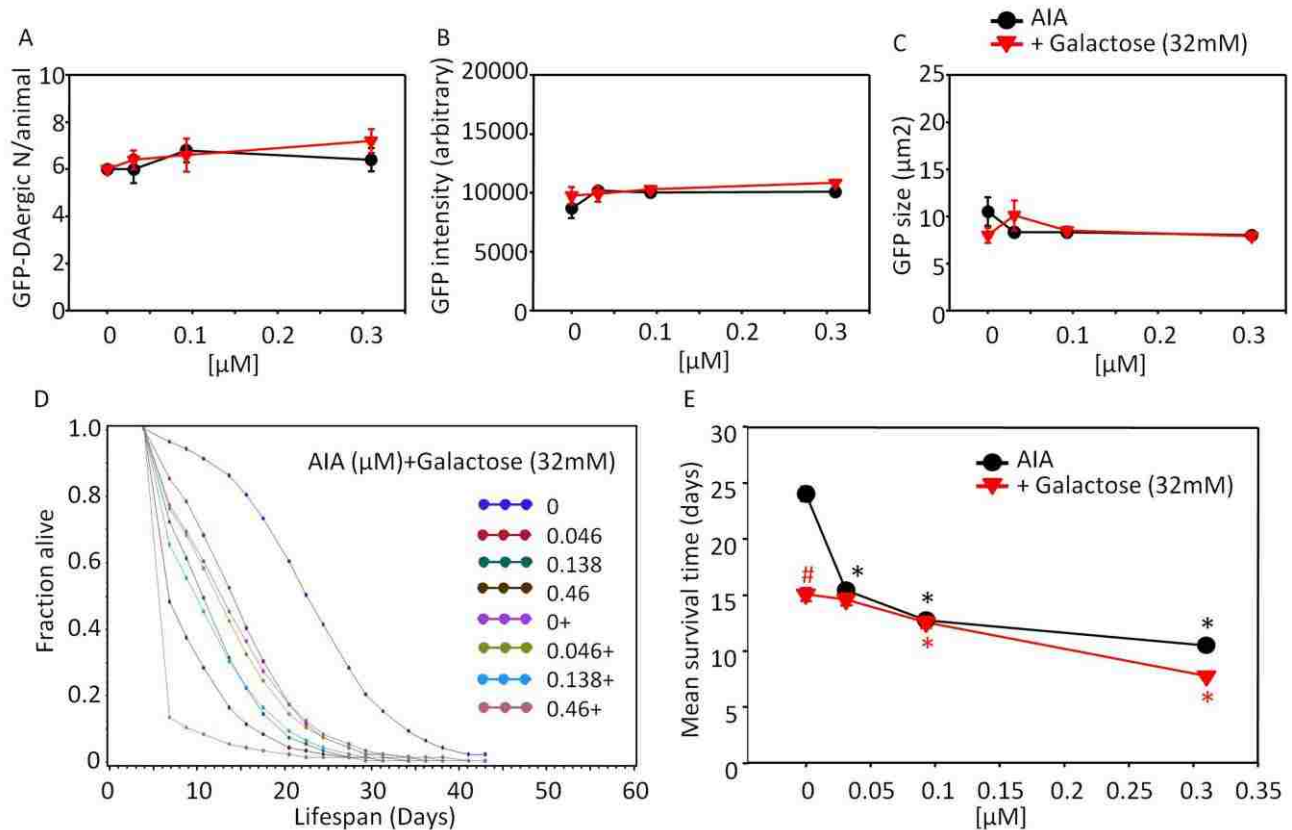 AIA
+ Galactose (32mM)
A
GFP-DAergic N/animal
8
6
4
2
0
0 0.1 0.2 0.3
[µM]
B
GFP intensity (arbitrary)
20000
15000
10000
5000
0
0 0.1 0.2 0.3
[µM]
C
GFP size (µm2)
25
20
15
10
5
0
0 0.1 0.2 0.3
[µM]
D
Fraction alive
1.0
0.8
0.6
0.4
0.2
0
0 10 20 30 40 50 60
Lifespan (Days)
AIA (µM)+Galactose (32mM)
0
0.046
0.138
0.46
0+
0.046+
0.138+
0.46+
E
Mean survival time (days)
30
25
20
15
10
5
0
0 0.05 0.1 0.15 0.2 0.25 0.3 0.35
[µM]
AIA
+ Galactose (32mM)
#
*
*
*
*
*